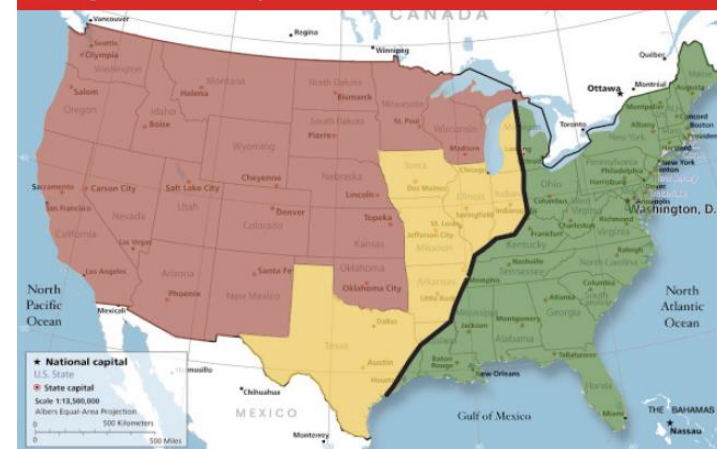 CANADA
Vancouver
Regina
Winnipeg
Seattle
Olympia
Washington
Québec
Ottawa
Montréal
Maine
Augusta
Salem
Oregon
Helena
Montana
North Dakota
Bismarck
Minnesota
St. Paul
Toronto
Montpelier
Concord
Albany
Boston
New York
Idaho
Boise
South Dakota
Pierre
Wisconsin
Madison
Lansing
Wyoming
Cheyenne
Nebraska
Lincoln
Iowa
Des Moines
Chicago
Pennsylvania
Philadelphia
Harrisburg
New York
Dover
Annapolis
Washington, D.
Sacramento
Carson City
San Francisco
Nevada
Salt Lake City
Utah
Denver
Colorado
Topeka
Kansas
Illinois
Springfield
Indiana
Ohio
Columbus
Charleston
Virginia
Richmond
Virginia
St. Louis
Jefferson City
Missouri
Frankfort
Kentucky
California
Las Vegas
Los Angeles
Arizona
Phoenix
Santa Fe
New Mexico
Oklahoma
Oklahoma City
Arkansas
Little Rock
Memphis
Nashville
Tennessee
Raleigh
North Carolina
Columbia
South
Carolina
Atlanta
Georgia
North
Pacific
Ocean
North
Atlantic
Ocean
Mexicali
Dallas
Texas
Austin
Jackson
Montgomery
Alabama
Baton
Rouge
New Orleans
Tallahassee
Florida
Miami
Hermosillo
Chihuahua
MEXICO
Monterrey
Gulf of Mexico
THE BAHAMAS
Nassau
National capital
U.S. State
State capital
Scale 1:13,500,000
Albers Equal-Area Projection
0 500 Kilometers
0 500 Miles